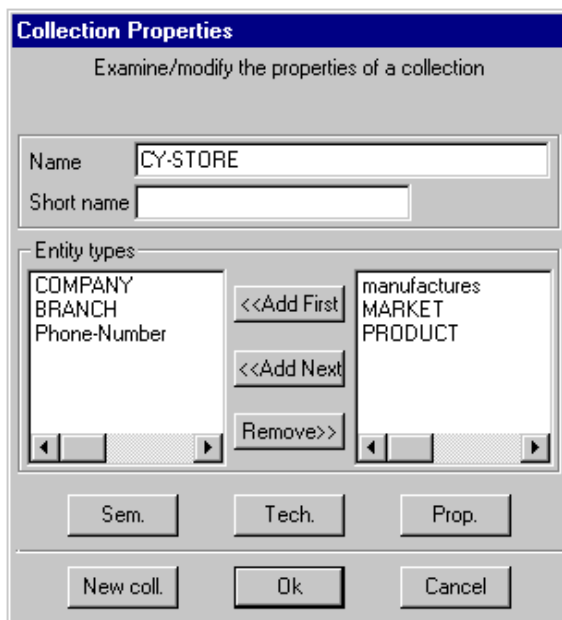 Collection Properties
Examine/modify the properties of a collection
Name CY-STORE
Short name
Entity types
COMPANY
BRANCH
Phone-Number
<<Add First
<<Add Next
Remove>>
manufactures
MARKET
PRODUCT
Sem. Tech. Prop.
New coll. Ok Cancel